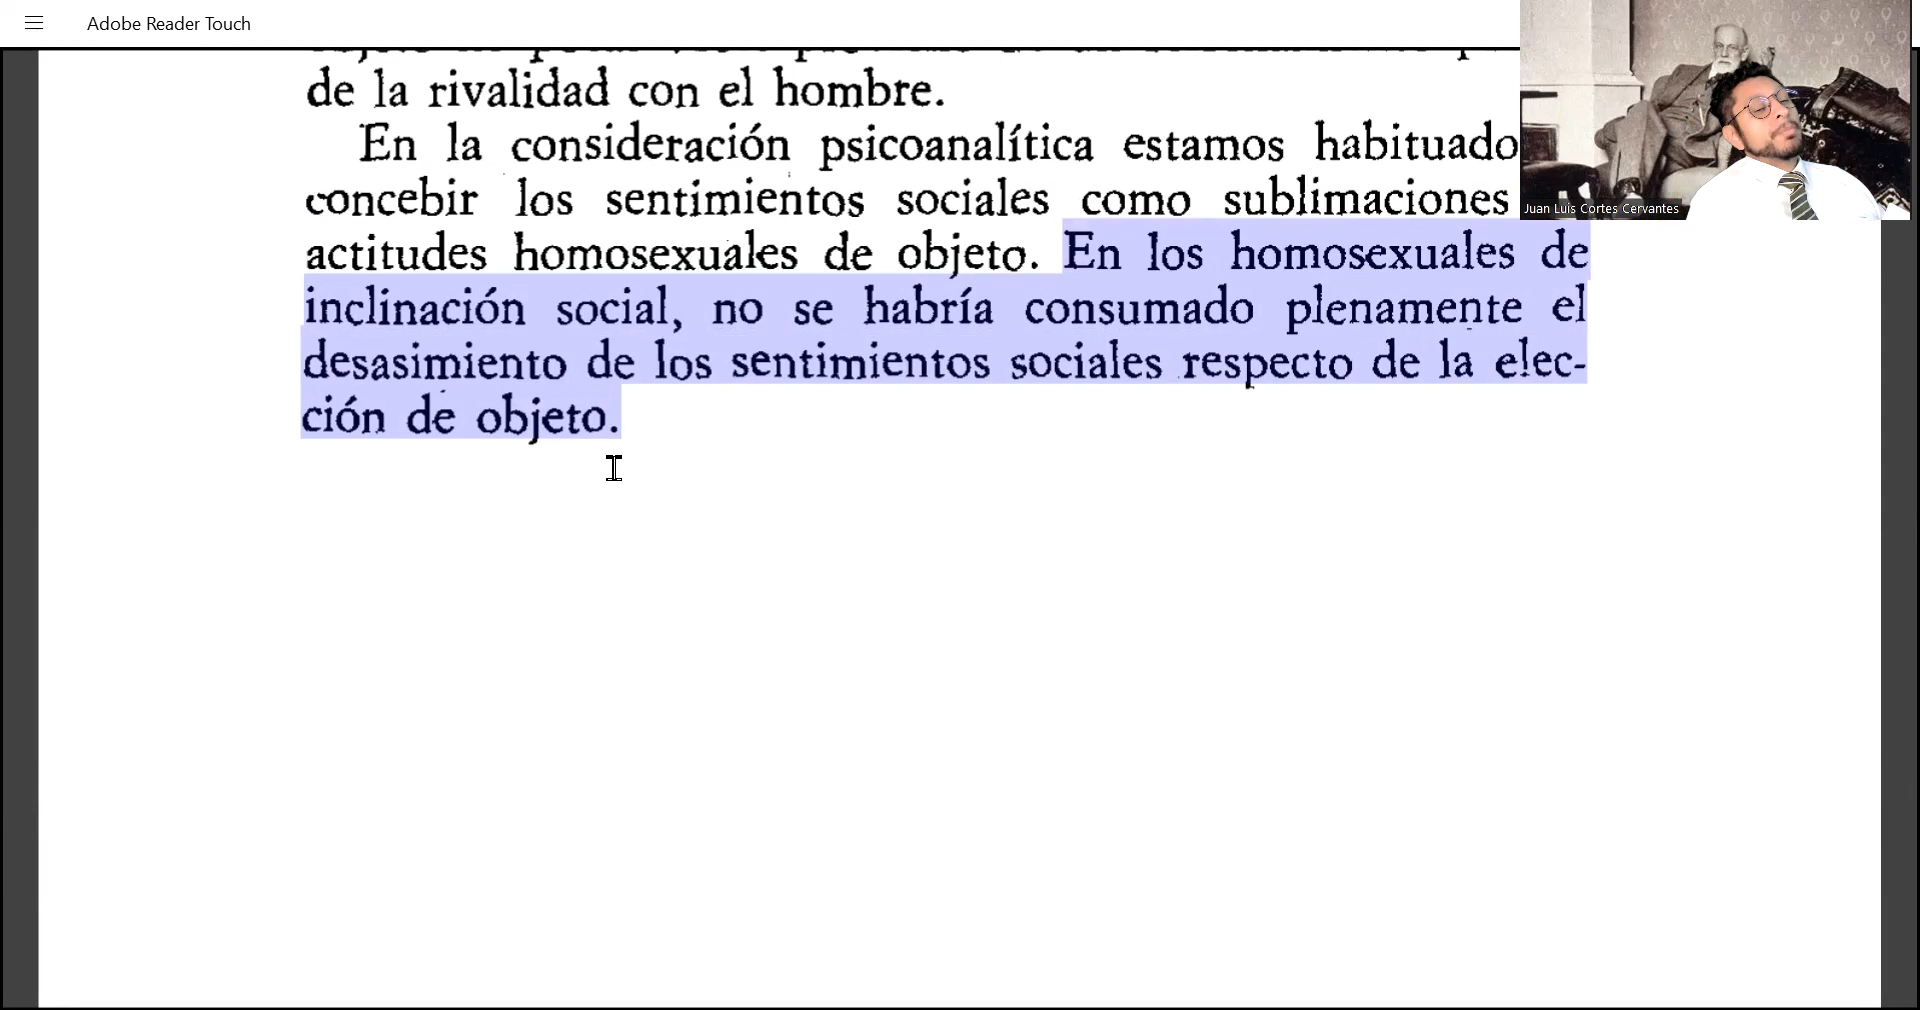 Adobe Reader Touch
de la rivalidad con el hombre.
En la consideración psicoanalítica estamos habituado
concebir los sentimientos sociales como sublimaciones
actitudes homosexuales de objeto. En los homosexuales de
inclinación social, no se habría consumado plenamente el
desasimiento de los sentimientos sociales respecto de la elec-
ción de objeto.
Juan Luis Cortes Cervantes